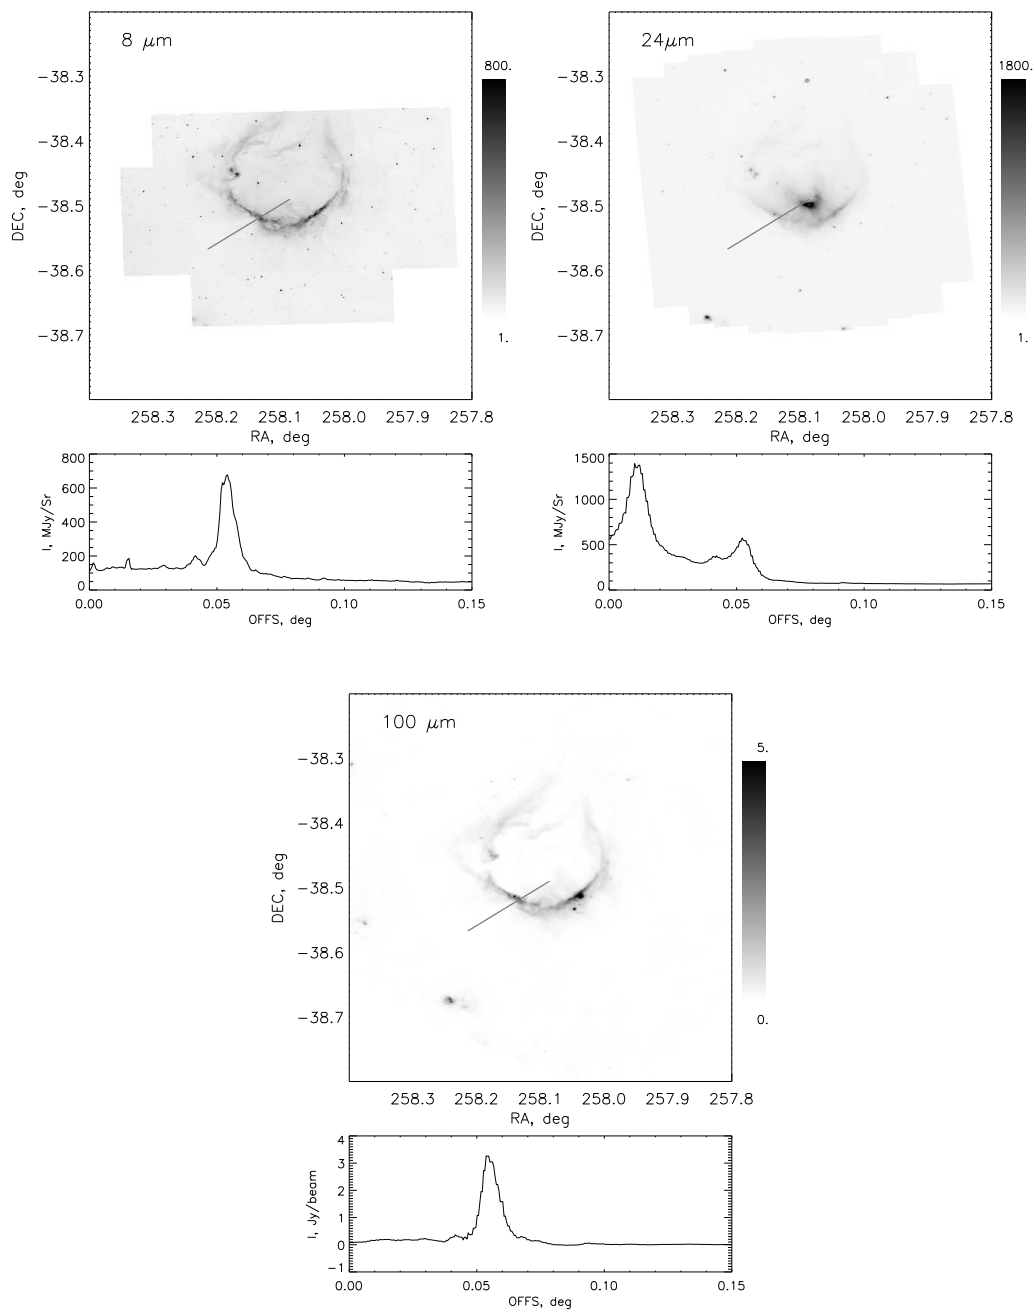 8 μm
800.
1.
−38.3
−38.4
−38.5
−38.6
−38.7
DEC, deg
258.3 258.2 258.1 258.0 257.9 257.8
RA, deg
24μm
1800.
1.
−38.3
−38.4
−38.5
−38.6
−38.7
DEC, deg
258.3 258.2 258.1 258.0 257.9 257.8
RA, deg
800
600
400
200
0
I, MJy/Sr
0.00 0.05 0.10 0.15
OFFS, deg
1500
1000
500
0
I, MJy/Sr
0.00 0.05 0.10 0.15
OFFS, deg
100 μm
5.
0.
−38.3
−38.4
−38.5
−38.6
−38.7
DEC, deg
258.3 258.2 258.1 258.0 257.9 257.8
RA, deg
4
3
2
1
0
−1
I, Jy/beam
0.00 0.05 0.10 0.15
OFFS, deg